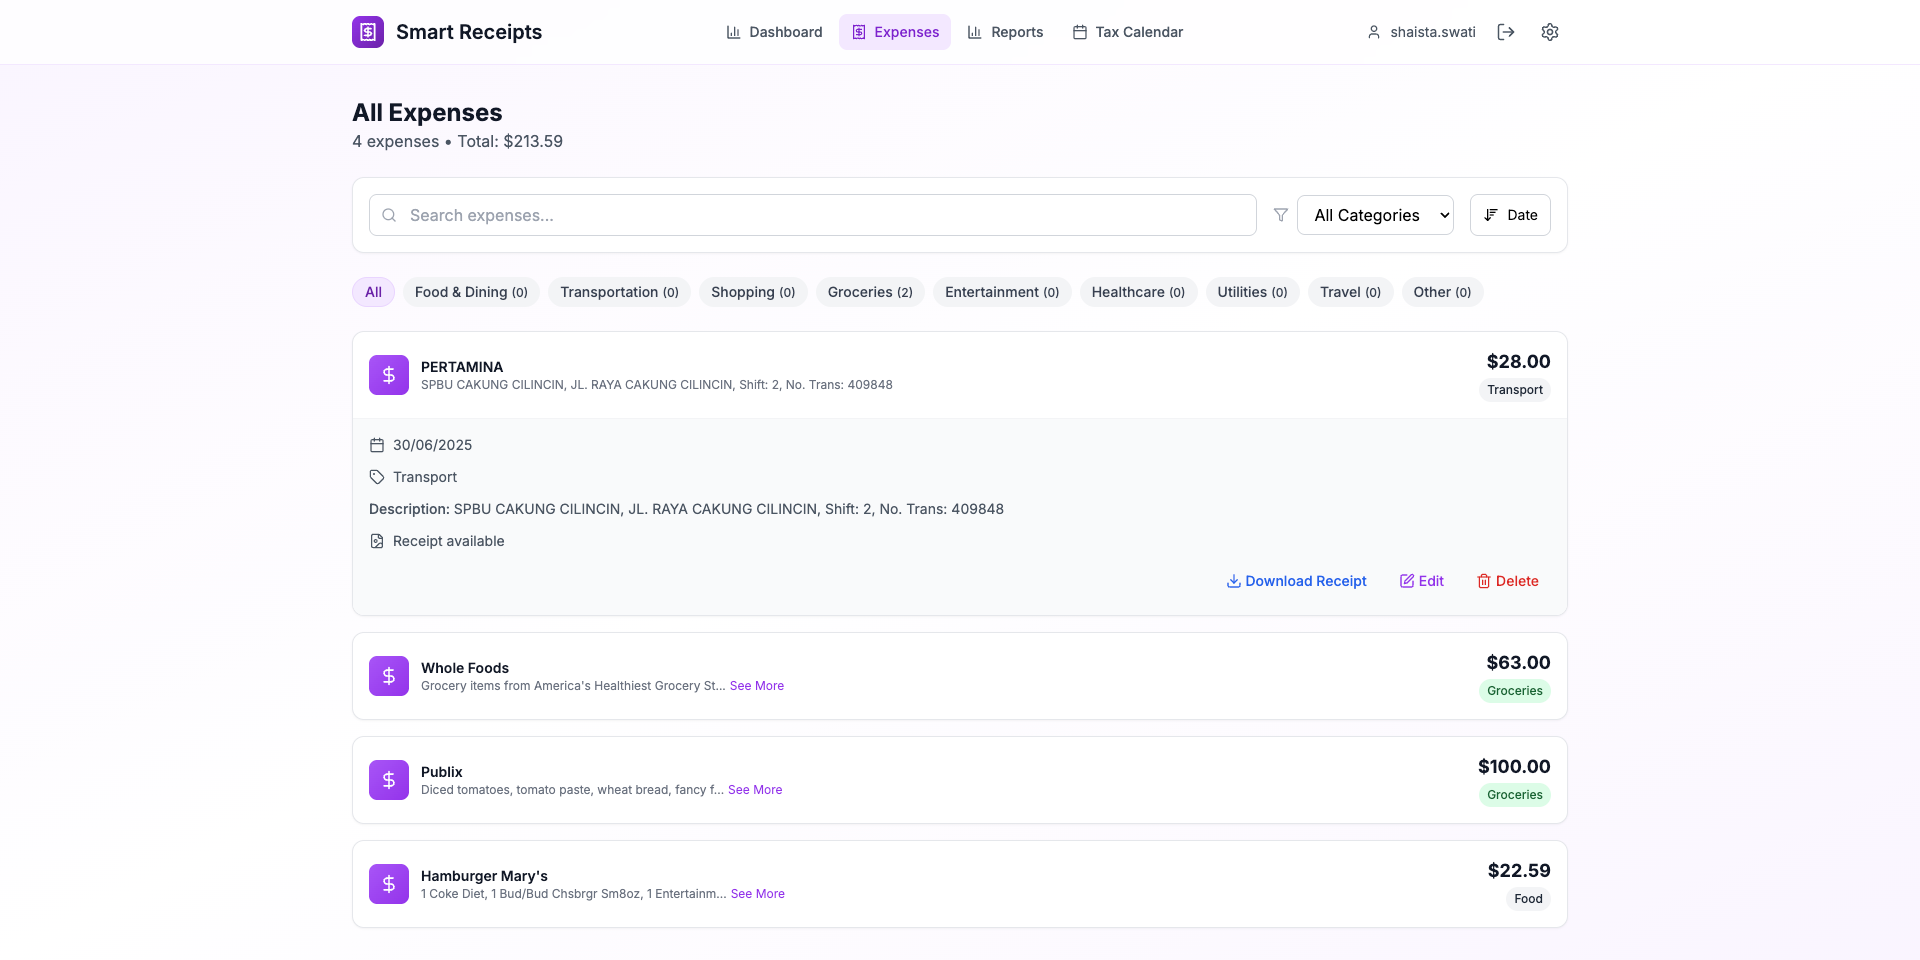 Smart Receipts
Dashboard
Expenses
Reports
Tax Calendar
shaista.swati
All Expenses
4 expenses • Total: $213.59
Search expenses...
All Categories
Date
All
Food & Dining (0)
Transportation (0)
Shopping (0)
Groceries (2)
Entertainment (0)
Healthcare (0)
Utilities (0)
Travel (0)
Other (0)
PERTAMINA
SPBU CAKUNG CILINCIN, JL. RAYA CAKUNG CILINCIN, Shift: 2, No. Trans: 409848
$28.00
Transport
30/06/2025
Transport
Description: SPBU CAKUNG CILINCIN, JL. RAYA CAKUNG CILINCIN, Shift: 2, No. Trans: 409848
Receipt available
Download Receipt
Edit
Delete
Whole Foods
Grocery items from America's Healthiest Grocery St... See More
$63.00
Groceries
Publix
Diced tomatoes, tomato paste, wheat bread, fancy f... See More
$100.00
Groceries
Hamburger Mary's
1 Coke Diet, 1 Bud/Bud Chsbrgr Sm8oz, 1 Entertainm... See More
$22.59
Food